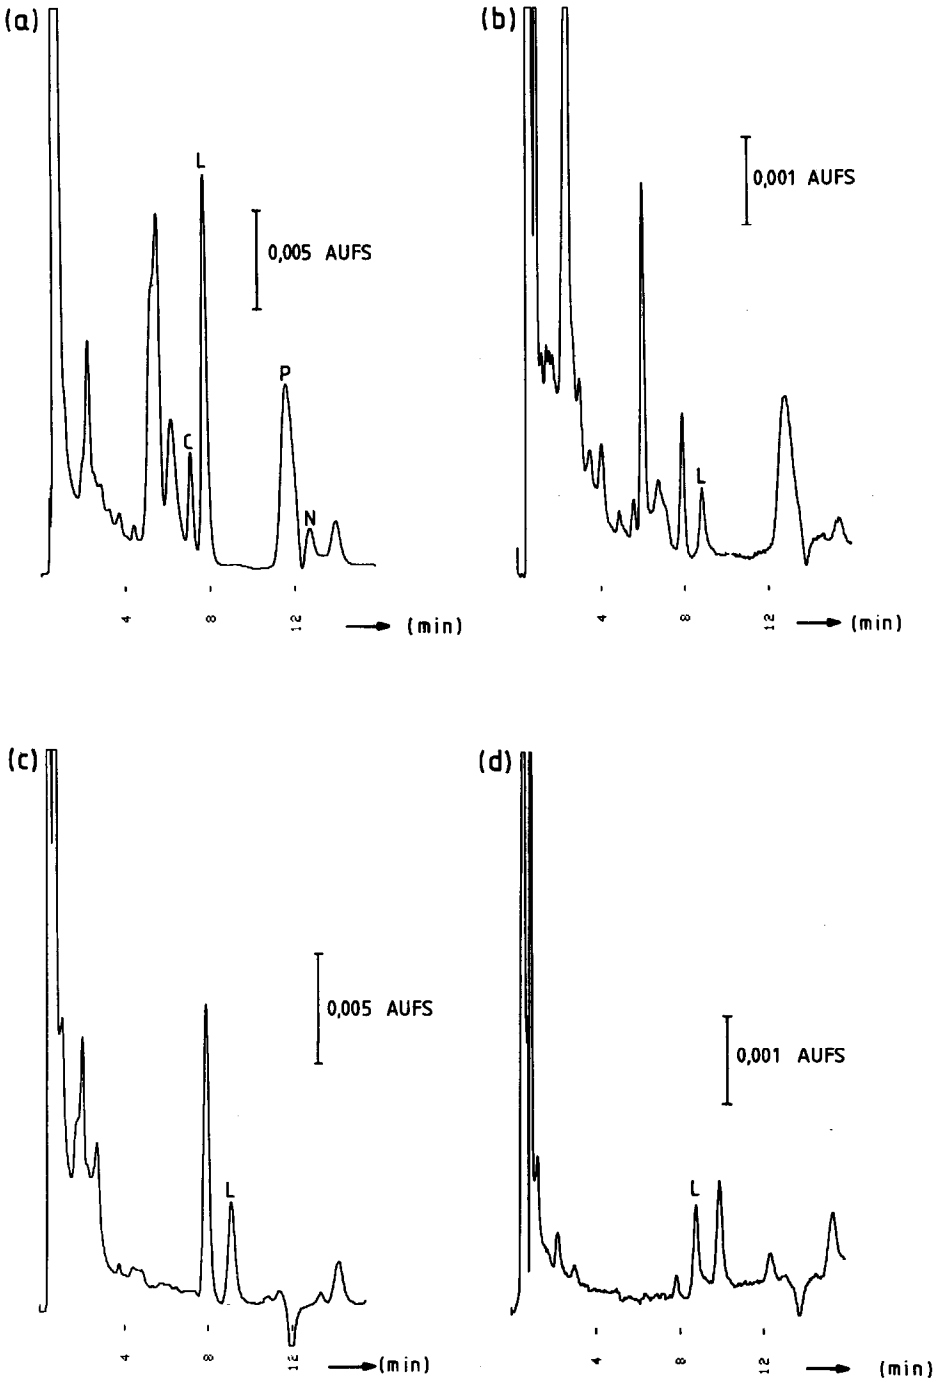 (a)
L
0,005 AUFS
P
C
N
4
8
12
(min)
(b)
0,001 AUFS
L
4
8
12
(min)
(c)
0,005 AUFS
L
4
8
12
(min)
(d)
0,001 AUFS
L
4
8
12
(min)